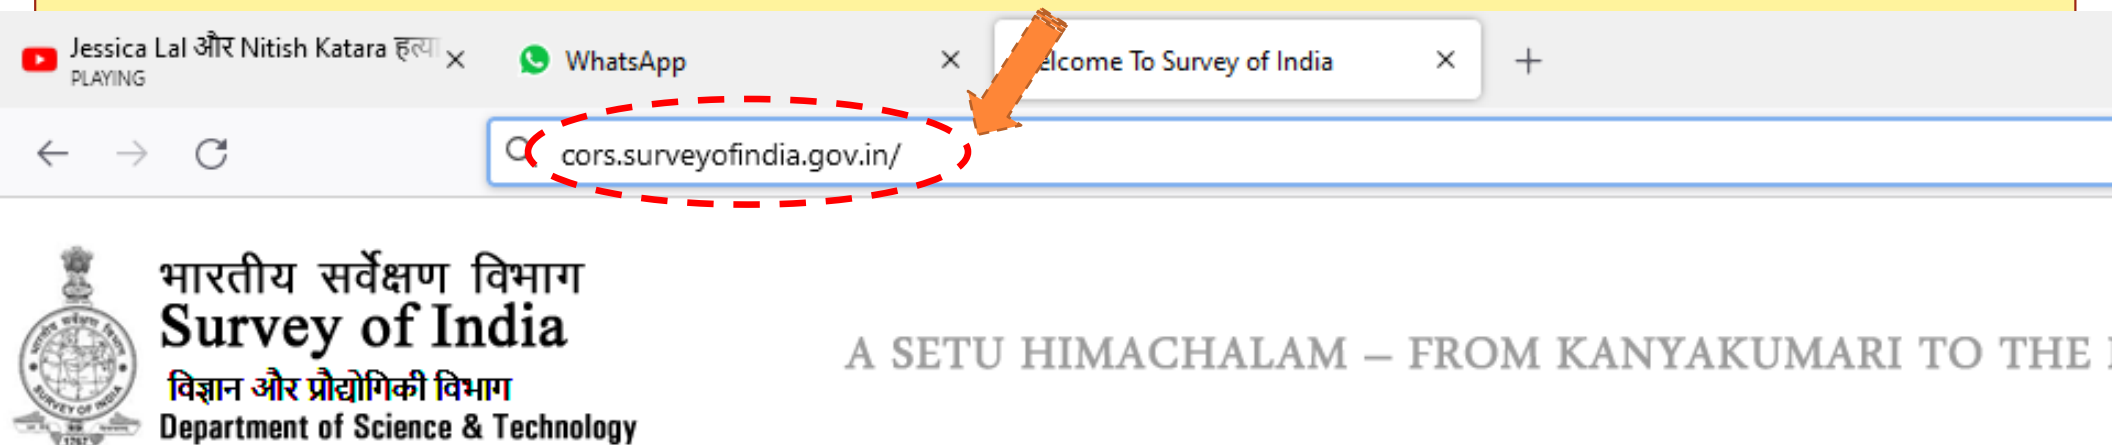 Jessica Lal और Nitish Katara हत्या
PLAYING
WhatsApp
elcome To Survey of India
cors.surveyofindia.gov.in/
भारतीय सर्वेक्षण विभाग
Survey of India
विज्ञान और प्रौद्योगिकी विभाग
Department of Science & Technology
A SETU HIMACHALAM – FROM KANYAKUMARI TO THE